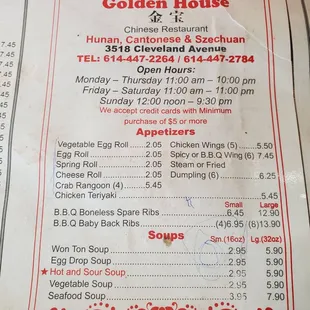 Golden House
金宝
Chinese Restaurant
Hunan, Cantonese & Szechuan
3518 Cleveland Avenue
TEL: 614-447-2264 / 614-447-2784
Open Hours:
Monday – Thursday 11:00 am – 10:00 pm
Friday – Saturday 11:00 am – 11:00 pm
Sunday 12:00 noon – 9:30 pm
We accept credit cards with Minimum
purchase of $5 or more
Appetizers
Vegetable Egg Roll 2.05 Chicken Wings (5) 5.50
Egg Roll 2.05 Spicy or B.B.Q Wing (6) 7.45
Spring Roll 2.05 Steam or Fried
Cheese Roll 2.05 Dumpling (6) 6.25
Crab Rangoon (4) 5.45
Chicken Teriyaki 5.45
Small Large
B.B.Q Boneless Spare Ribs 6.45 12.90
B.B.Q Baby Back Ribs (4) 6.95 (8) 13.90
Soups
Sm.(16oz) Lg.(32oz)
Won Ton Soup 2.95 5.90
Egg Drop Soup 2.95 5.90
★ Hot and Sour Soup 2.95 5.90
Vegetable Soup 2.95 5.90
Seafood Soup 3.95 7.90